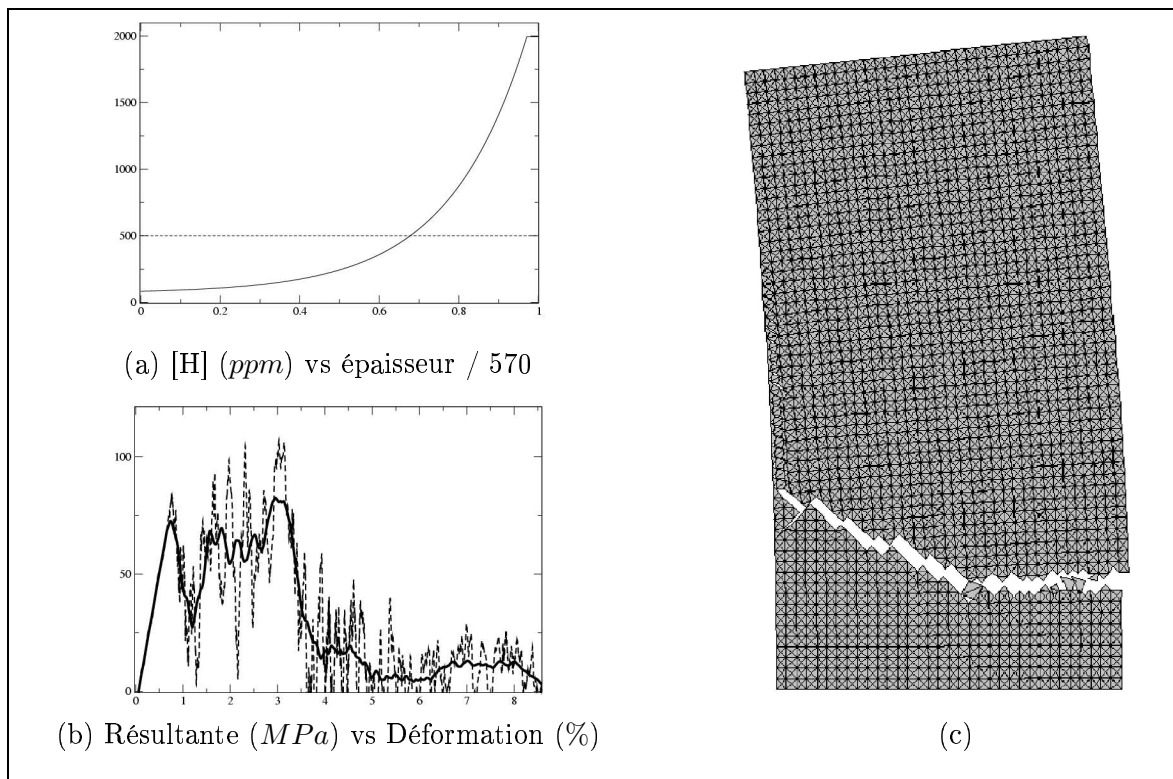 2000
1500
1000
500
0
0 0.2 0.4 0.6 0.8 1
(a) [H] (ppm) vs épaisseur / 570
100
50
0
0 1 2 3 4 5 6 7 8
(b) Résultante (MPa) vs Déformation (%)
(c)